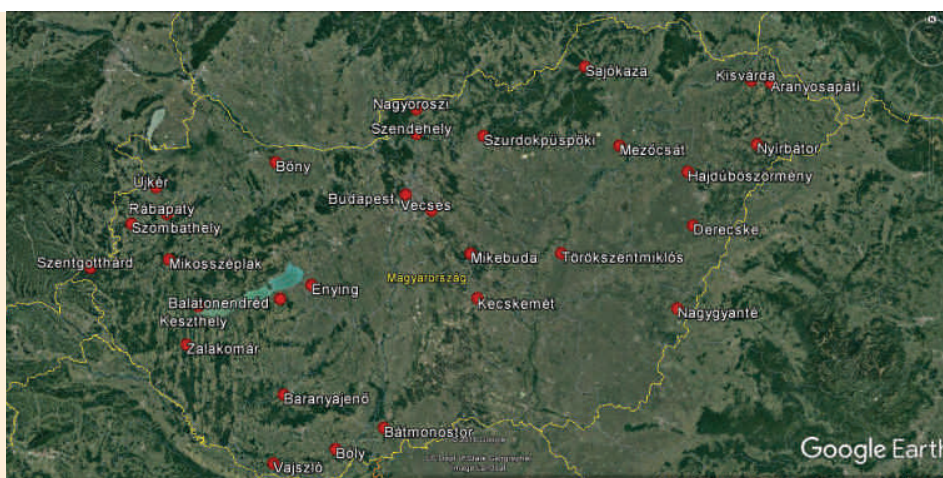 Sajókaza
Kisvárda
Aranyosapáti
Nagyoroszi
Szendehely
Szurdokpüspöki
Mezőcsát
Nyírbátor
Bőny
Hajdúböszörmény
Újkér
Budapest
Vecsés
Rábapaty
Szombathely
Derecske
Szentgotthárd
Mikosszéplak
Mikebuda
Törökszentmiklós
Magyarország
Enying
Balatonendréd
Kecskemét
Keszthely
Nagygyanté
Zalakomár
Baranyajenő
Bátmonostor
Bóly
Vajszló
Google Earth